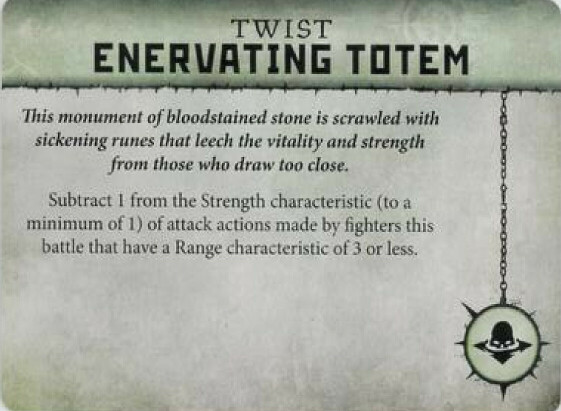 TWIST
ENERVATING TOTEM
This monument of bloodstained stone is scrawled with
sickening runes that leech the vitality and strength
from those who draw too close.
Subtract 1 from the Strength characteristic (to a
minimum of 1) of attack actions made by fighters this
battle that have a Range characteristic of 3 or less.